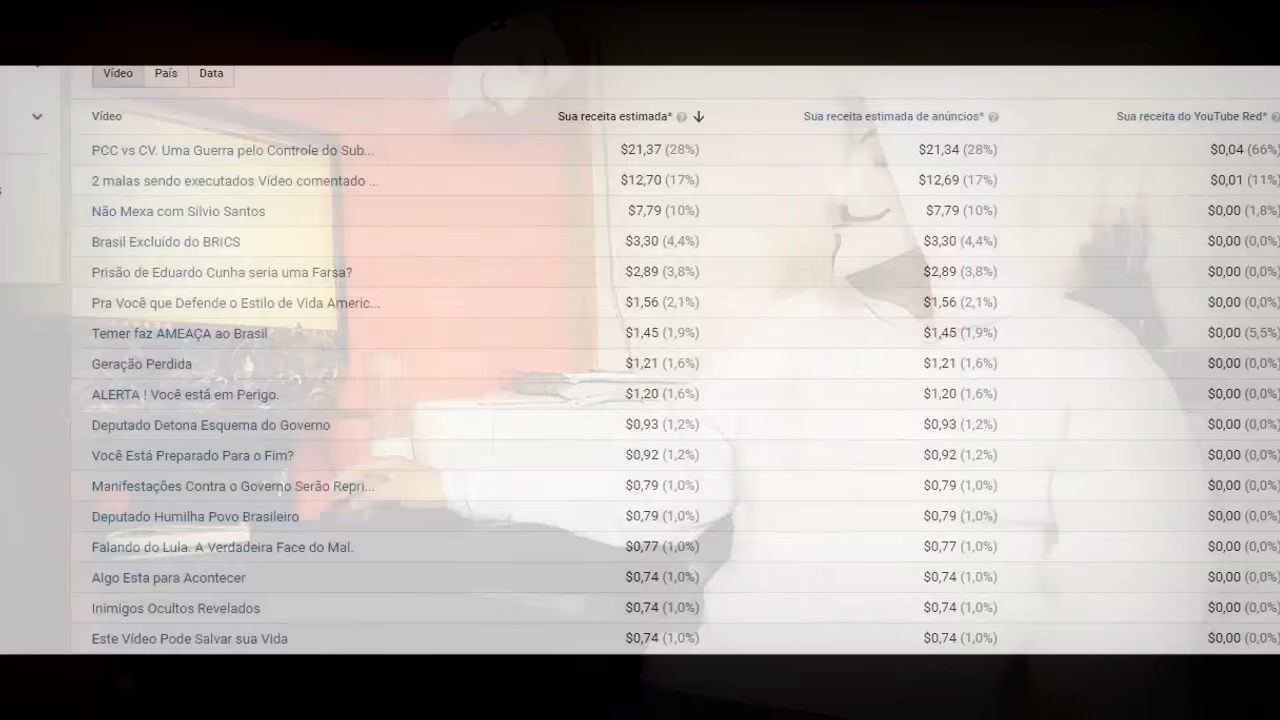 Vídeo País Data
Vídeo Sua receita estimada* Sua receita estimada de anúncios* Sua receita do YouTube Red*
PCC vs CV. Uma Guerra pelo Controle do Sub... $21,37 (28%) $21,34 (28%) $0,04 (66%)
2 malas sendo executados Vídeo comentado ... $12,70 (17%) $12,69 (17%) $0,01 (11%)
Não Mexa com Silvio Santos $7,79 (10%) $7,79 (10%) $0,00 (1,8%)
Brasil Excluído do BRICS $3,30 (4,4%) $3,30 (4,4%) $0,00 (0,0%)
Prisão de Eduardo Cunha seria uma Farsa? $2,89 (3,8%) $2,89 (3,8%) $0,00 (0,0%)
Pra Você que Defende o Estilo de Vida Americ... $1,56 (2,1%) $1,56 (2,1%) $0,00 (0,0%)
Temer faz AMEAÇA ao Brasil $1,45 (1,9%) $1,45 (1,9%) $0,00 (5,5%)
Geração Perdida $1,21 (1,6%) $1,21 (1,6%) $0,00 (0,0%)
ALERTA ! Você está em Perigo. $1,20 (1,6%) $1,20 (1,6%) $0,00 (0,0%)
Deputado Detona Esquema do Governo $0,93 (1,2%) $0,93 (1,2%) $0,00 (0,0%)
Você Está Preparado Para o Fim? $0,92 (1,2%) $0,92 (1,2%) $0,00 (0,0%)
Manifestações Contra o Governo Serão Repri... $0,79 (1,0%) $0,79 (1,0%) $0,00 (0,0%)
Deputado Humilha Povo Brasileiro $0,79 (1,0%) $0,79 (1,0%) $0,00 (0,0%)
Falando do Lula. A Verdadeira Face do Mal. $0,77 (1,0%) $0,77 (1,0%) $0,00 (0,0%)
Algo Esta para Acontecer $0,74 (1,0%) $0,74 (1,0%) $0,00 (0,0%)
Inimigos Ocultos Revelados $0,74 (1,0%) $0,74 (1,0%) $0,00 (0,0%)
Este Vídeo Pode Salvar sua Vida $0,74 (1,0%) $0,74 (1,0%) $0,00 (0,0%)